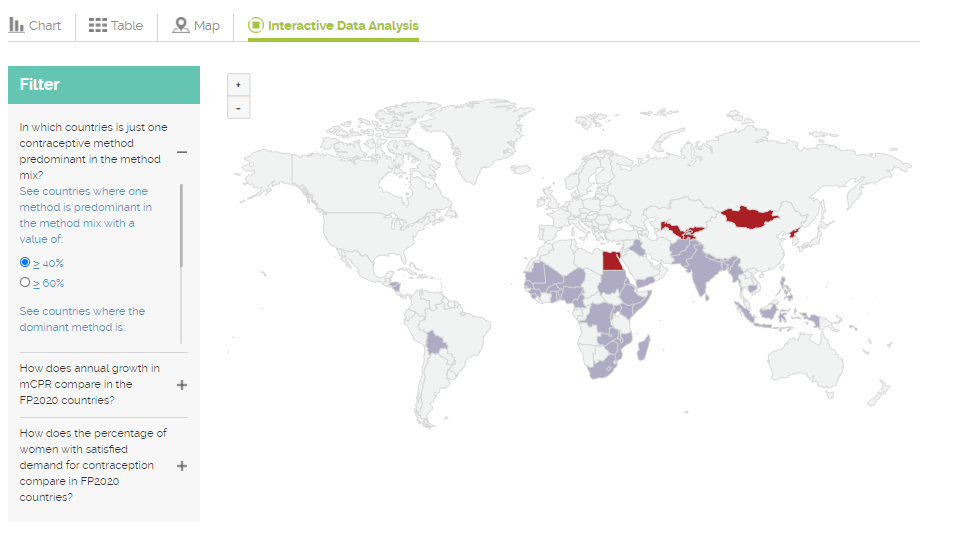 Chart Table Map Interactive Data Analysis
Filter
+
-
In which countries is just one
contraceptive method
predominant in the method
mix?
See countries where one
method is predominant in
the method mix with a
value of:
≥ 40%
≥ 60%
See countries where the
dominant method is:
How does annual growth in
mCPR compare in the
FP2020 countries?
How does the percentage of
women with satisfied
demand for contraception
compare in FP2020
countries?